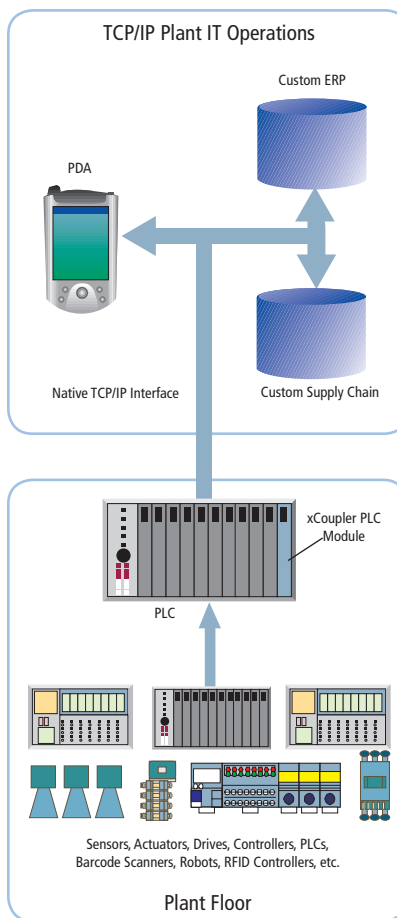 TCP/IP Plant IT Operations
Custom ERP
PDA
Native TCP/IP Interface
Custom Supply Chain
xCoupler PLC
Module
PLC
Sensors, Actuators, Drives, Controllers, PLCs,
Barcode Scanners, Robots, RFID Controllers, etc.
Plant Floor